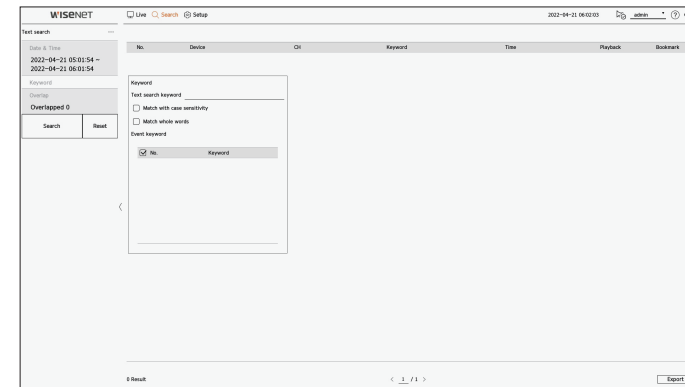 WISENET
Live Search Setup
2022-04-21 06:02:03 admin
Text search
Date & Time
2022-04-21 05:01:54 ~
2022-04-21 06:01:54
Keyword
Overlap
Overlapped 0
Search Reset
No. Device CH Keyword Time Playback Bookmark
Keyword
Text search keyword
Match with case sensitivity
Match whole words
Event keyword
No. Keyword
0 Result
< 1 / 1 >
Export